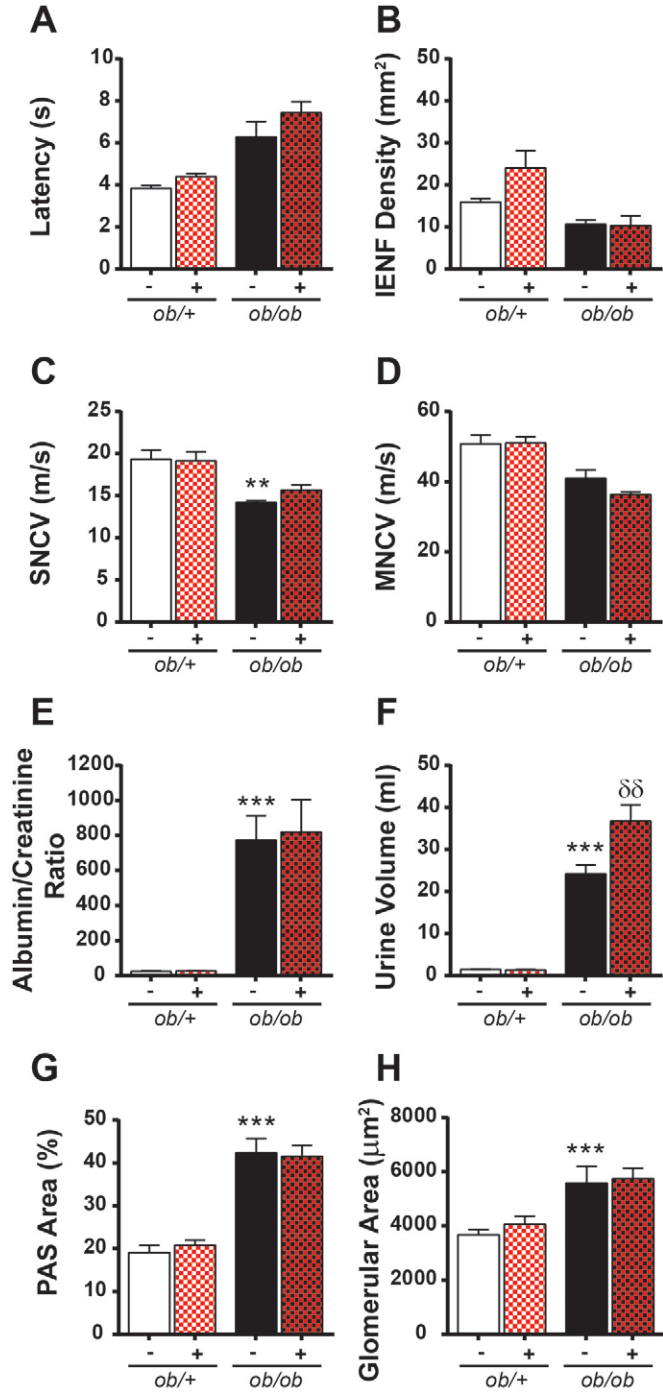 A
Latency (s)
10
8
6
4
2
0
- + - +
ob/+ ob/ob
B
IENF Density (mm²)
50
40
30
20
10
0
- + - +
ob/+ ob/ob
C
SNCV (m/s)
25
20
15
10
5
0
**
- + - +
ob/+ ob/ob
D
MNCV (m/s)
60
40
20
0
- + - +
ob/+ ob/ob
E
Albumin/Creatinine
Ratio
1200
1000
800
600
400
200
0
***
- + - +
ob/+ ob/ob
F
Urine Volume (ml)
50
40
30
20
10
0
***
δδ
- + - +
ob/+ ob/ob
G
PAS Area (%)
50
40
30
20
10
0
***
- + - +
ob/+ ob/ob
H
Glomerular Area (μm²)
8000
6000
4000
2000
0
***
- + - +
ob/+ ob/ob